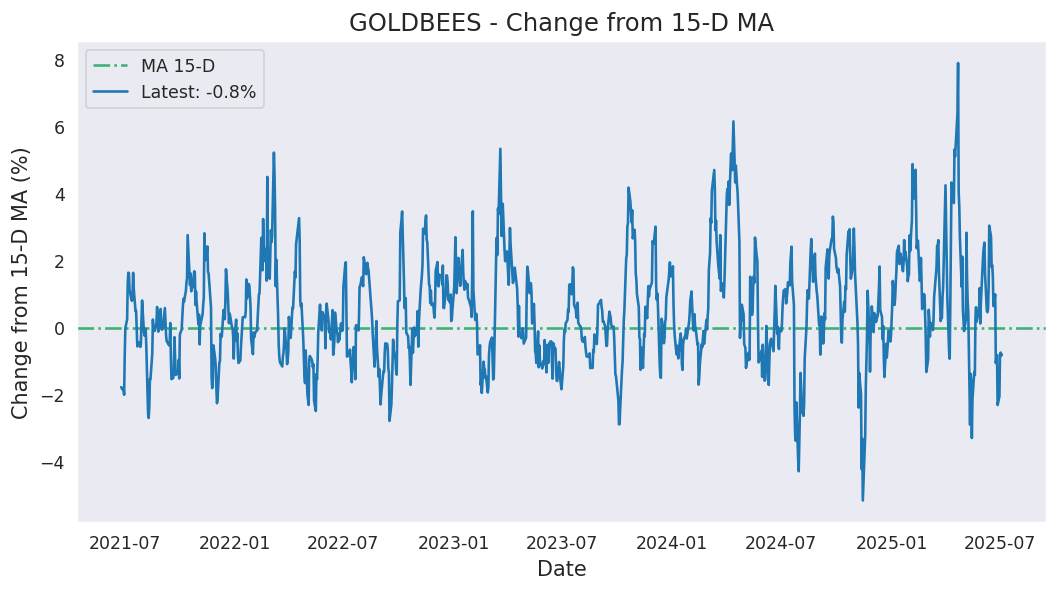 GOLDBEES - Change from 15-D MA
MA 15-D
Latest: -0.8%
Change from 15-D MA (%)
8
6
4
2
0
−2
−4
2021-07 2022-01 2022-07 2023-01 2023-07 2024-01 2024-07 2025-01 2025-07
Date